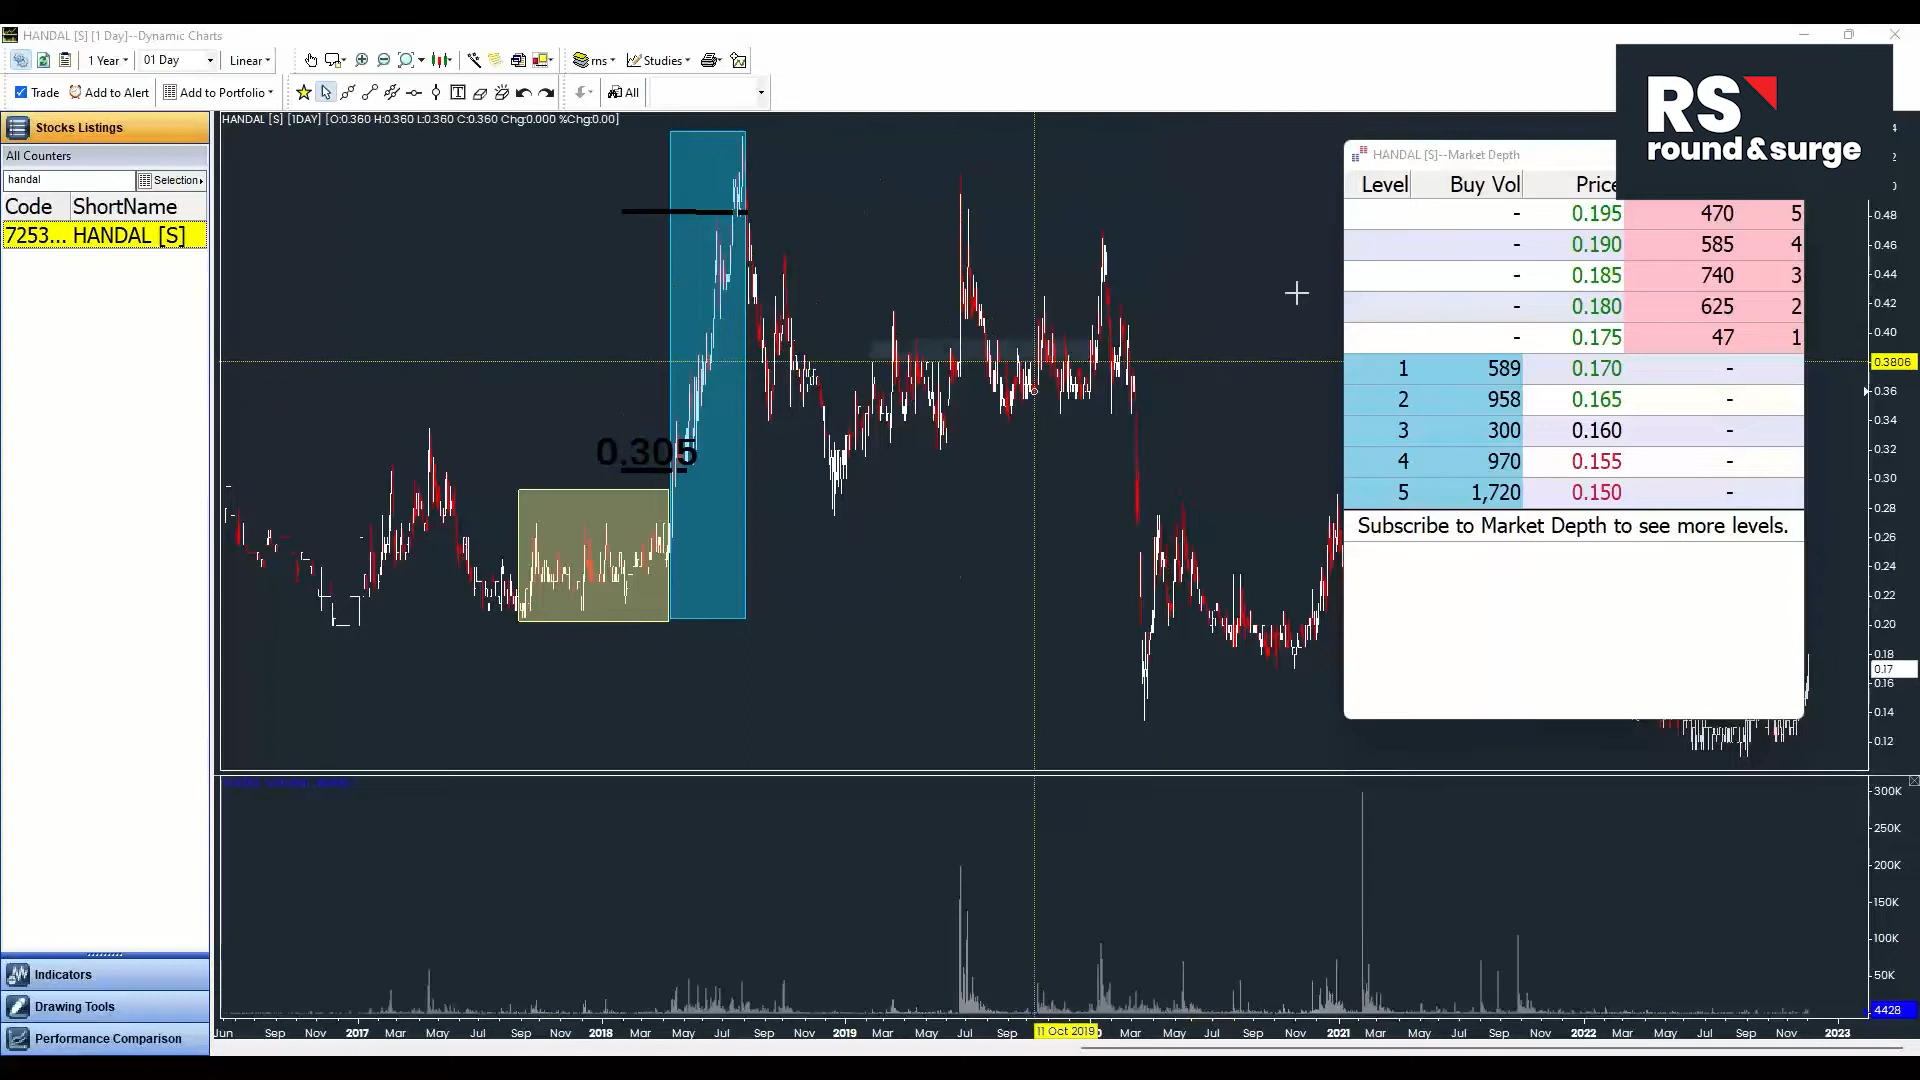 HANDAL [S] [1 Day]--Dynamic Charts
1 Year 01 Day Linear rns Studies
Trade Add to Alert Add to Portfolio All
RS
round&surge
Stocks Listings
All Counters
handal Selection
Code ShortName
7253... HANDAL [S]
HANDAL [S] [1DAY] [O:0.360 H:0.360 L:0.360 C:0.360 Chg:0.000 %Chg:0.00]
0.305
HANDAL [S]--Market Depth
Level Buy Vol Price
- 0.195 470 5
- 0.190 585 4
- 0.185 740 3
- 0.180 625 2
- 0.175 47 1
1 589 0.170 -
2 958 0.165 -
3 300 0.160 -
4 970 0.155 -
5 1,720 0.150 -
Subscribe to Market Depth to see more levels.
0.48
0.46
0.44
0.42
0.40
0.3806
0.36
0.34
0.32
0.30
0.28
0.26
0.24
0.22
0.20
0.18
0.17
0.16
0.14
0.12
300K
250K
200K
150K
100K
50K
4428
Jun Sep Nov 2017 Mar May Jul Sep Nov 2018 Mar May Jul Sep Nov 2019 Mar May Jul Sep 11 Oct 2019 Mar May Jul Sep Nov 2021 Mar May Jul Sep Nov 2022 Mar May Jul Sep Nov 2023
Indicators
Drawing Tools
Performance Comparison